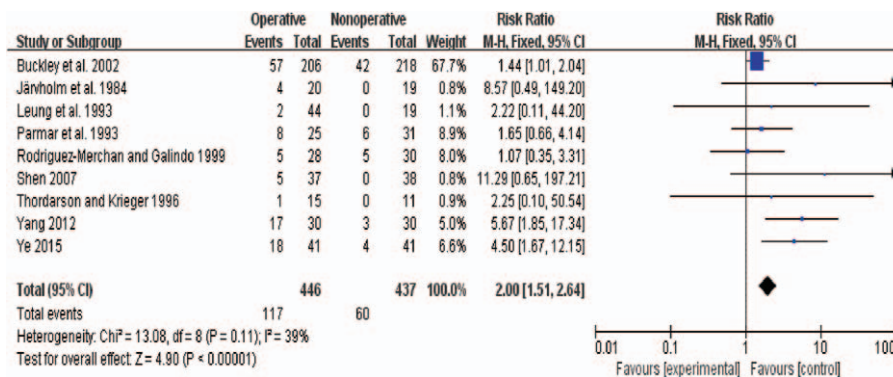 Operative Nonoperative Risk Ratio Risk Ratio
Study or Subgroup Events Total Events Total Weight M-H, Fixed, 95% CI M-H, Fixed, 95% CI
Buckley et al. 2002 57 206 42 218 67.7% 1.44 [1.01, 2.04]
Järvholm et al. 1984 4 20 0 19 0.8% 8.57 [0.49, 149.20]
Leung et al. 1993 2 44 0 19 1.1% 2.22 [0.11, 44.20]
Parmar et al. 1993 8 25 6 31 8.9% 1.65 [0.66, 4.14]
Rodriguez-Merchan and Galindo 1999 5 28 5 30 8.0% 1.07 [0.35, 3.31]
Shen 2007 5 37 0 38 0.8% 11.29 [0.65, 197.21]
Thordarson and Krieger 1996 1 15 0 11 0.9% 2.25 [0.10, 50.54]
Yang 2012 17 30 3 30 5.0% 5.67 [1.85, 17.34]
Ye 2015 18 41 4 41 6.6% 4.50 [1.67, 12.15]
Total (95% CI) 446 437 100.0% 2.00 [1.51, 2.64]
Total events 117 60
Heterogeneity: Chi² = 13.08, df = 8 (P = 0.11); I² = 39%
Test for overall effect: Z = 4.90 (P < 0.00001)
0.01 0.1 1 10 100
Favours [experimental] Favours [control]